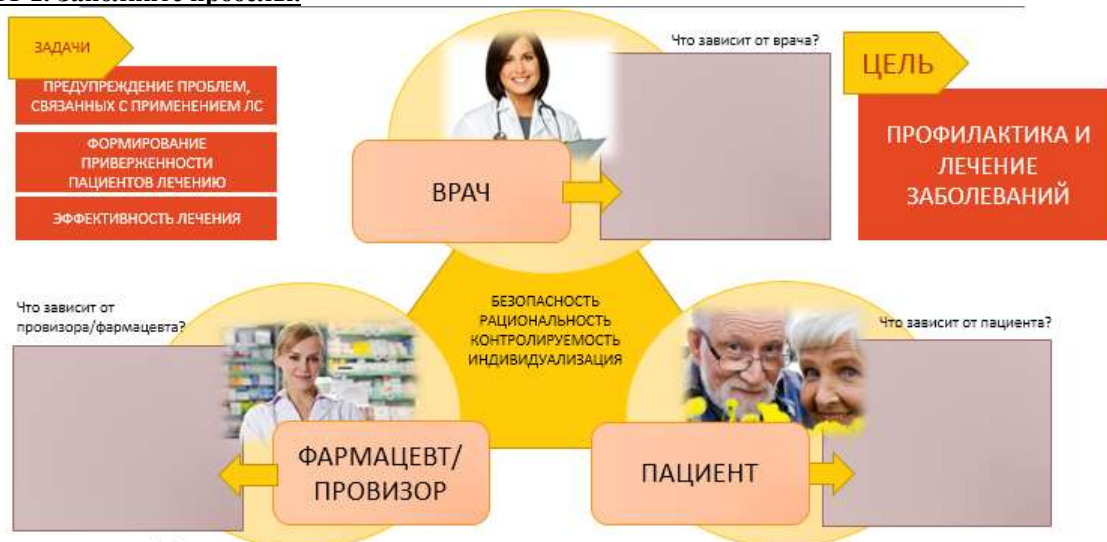 ЗАДАЧИ
ПРЕДУПРЕЖДЕНИЕ ПРОБЛЕМ,
СВЯЗАННЫХ С ПРИМЕНЕНИЕМ ЛС
ФОРМИРОВАНИЕ
ПРИВЕРЖЕННОСТИ
ПАЦИЕНТОВ ЛЕЧЕНИЮ
ЭФФЕКТИВНОСТЬ ЛЕЧЕНИЯ
Что зависит от врача?
ВРАЧ
ЦЕЛЬ
ПРОФИЛАКТИКА И
ЛЕЧЕНИЕ
ЗАБОЛЕВАНИЙ
БЕЗОПАСНОСТЬ
РАЦИОНАЛЬНОСТЬ
КОНТРОЛИРУЕМОСТЬ
ИНДИВИДУАЛИЗАЦИЯ
Что зависит от
провизора/фармацевта?
ФАРМАЦЕВТ/
ПРОВИЗОР
Что зависит от пациента?
ПАЦИЕНТ